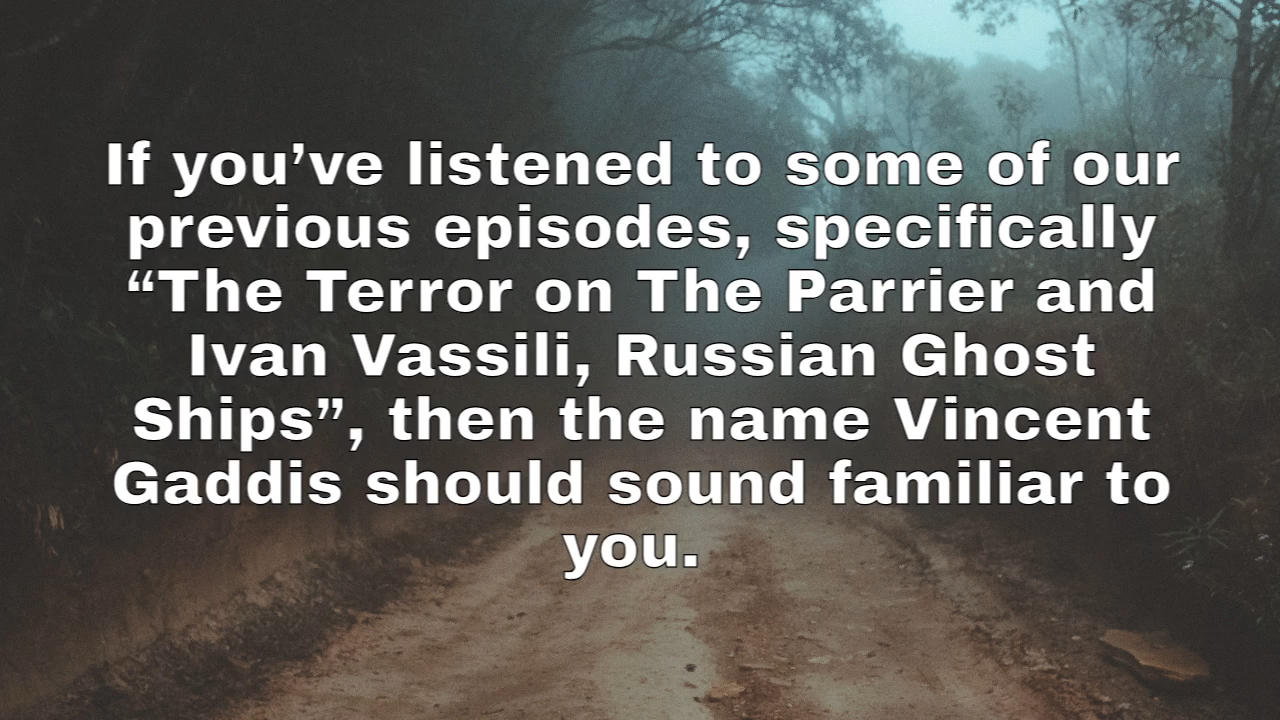 If you’ve listened to some of our
previous episodes, specifically
“The Terror on The Parrier and
Ivan Vassili, Russian Ghost
Ships”, then the name Vincent
Gaddis should sound familiar to
you.